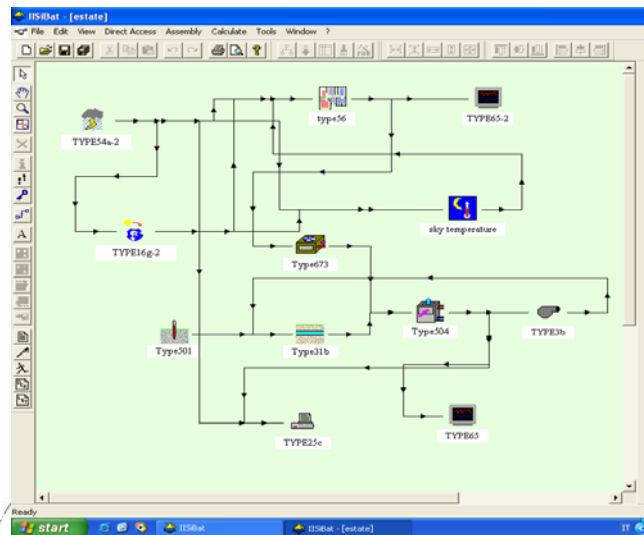 IISiBat - [estate]
File Edit View Direct Access Assembly Calculate Tools Window ?
TYPE54a-2
type56
TYPE65-2
TYPE16g-2
sky temperature
Type673
Type501
Type31b
Type504
TYPE3b
TYPE25c
TYPE65
Ready
start IISiBat IISiBat - [estate] IT